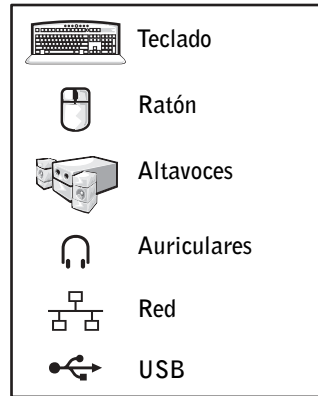 Teclado
Ratón
Altavoces
Auriculares
Red
USB